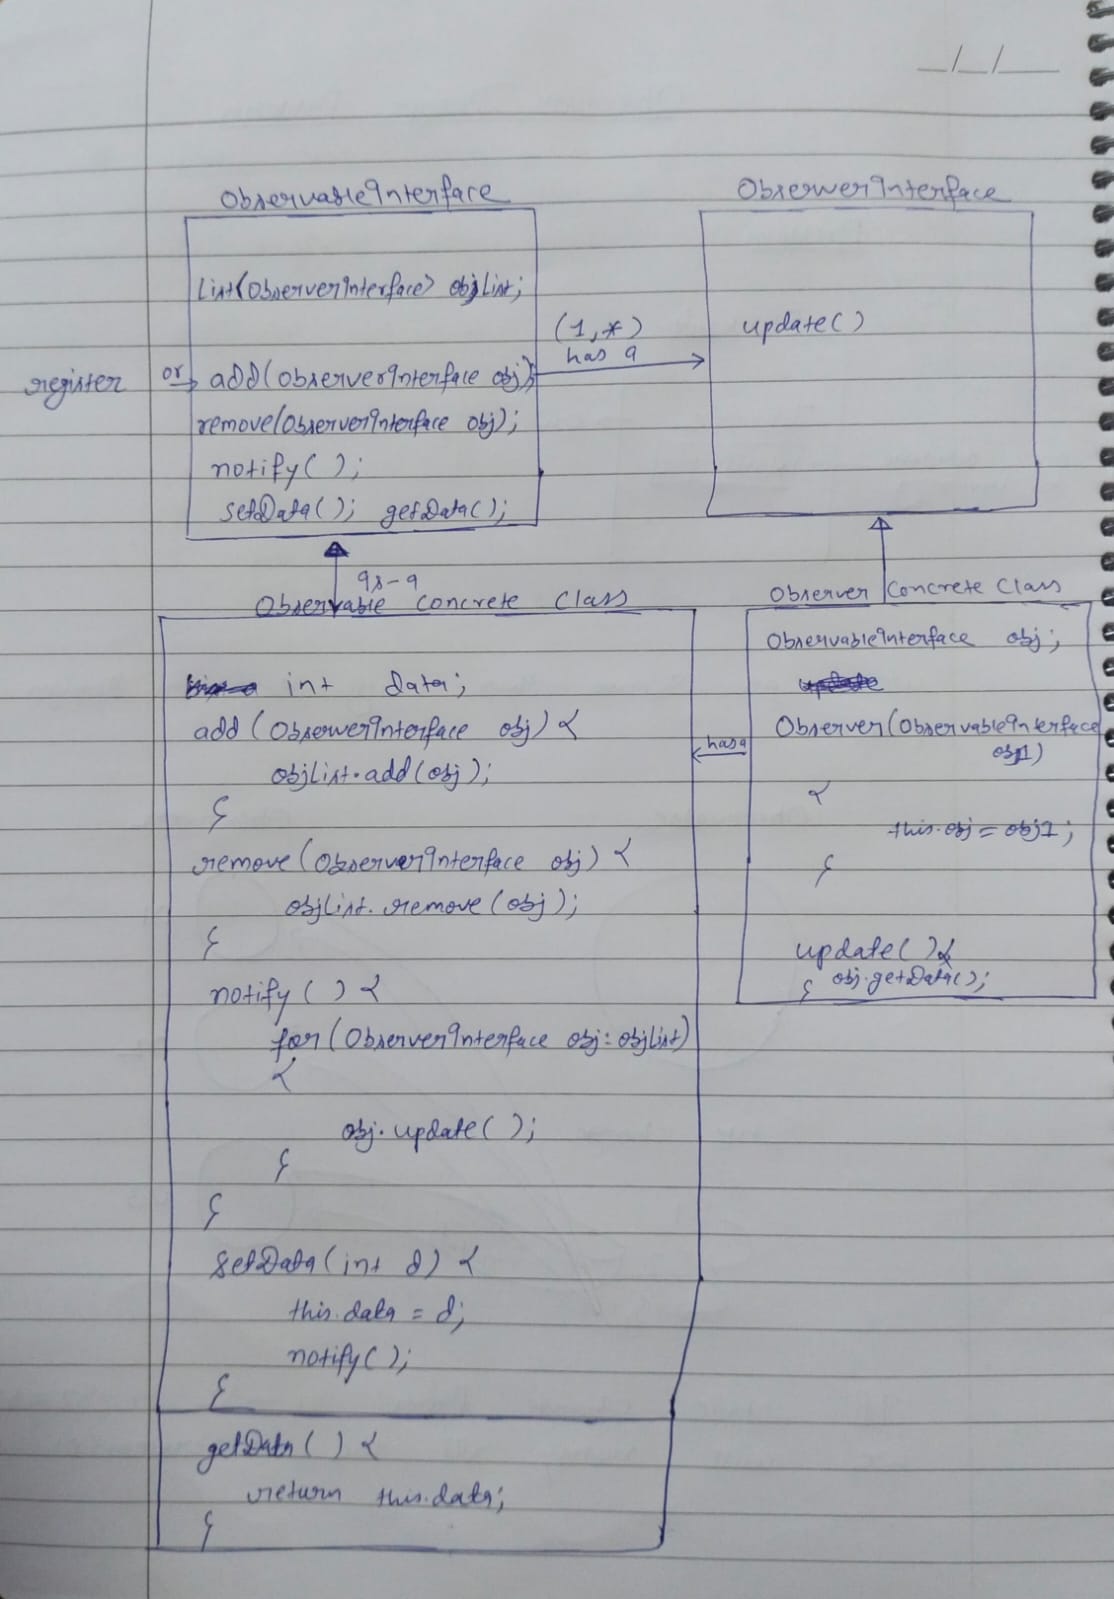 __/__/____
ObservableInterface
List<ObserverInterface> objList;
register or → add(ObserverInterface obj);
remove(ObserverInterface obj);
notify();
setData(); getData();
(1,*)
has a
ObserverInterface
update()
is-a
Observable Concrete Class
int data;
add(ObserverInterface obj) {
objList.add(obj);
}
remove(ObserverInterface obj) {
objList.remove(obj);
}
notify() {
for(ObserverInterface obj: objList)
{
obj.update();
}
}
setData(int d) {
this.data = d;
notify();
}
getData() {
return this.data;
}
has a
Observer Concrete Class
ObservableInterface obj;
Observer(ObservableInterface
obj1)
{
this.obj = obj1;
}
update() {
} obj.getData();